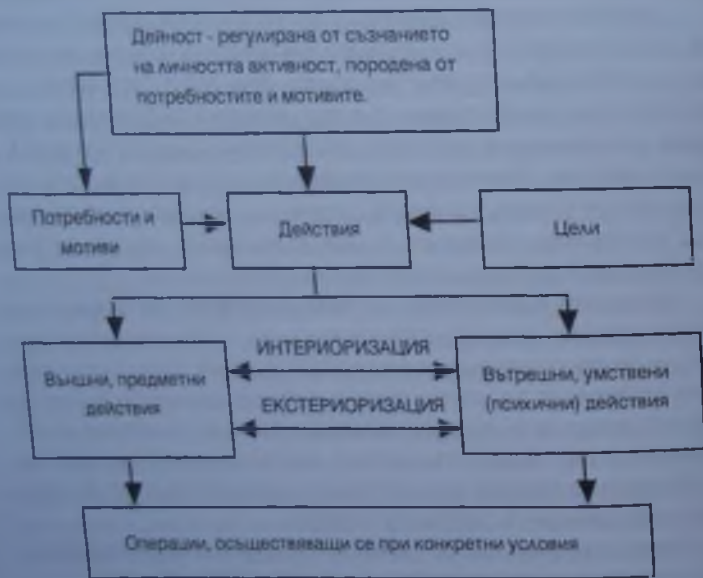 Дейност - регулирана от съзнанието
на личността активност, породена от
потребностите и мотивите.
Потребности и
мотиви
Действия
Цели
ИНТЕРИОРИЗАЦИЯ
Външни, предметни
действия
Вътрешни, умствени
(психични) действия
ЕКСТЕРИОРИЗАЦИЯ
Операции, осъществяващи се при конкретни условия